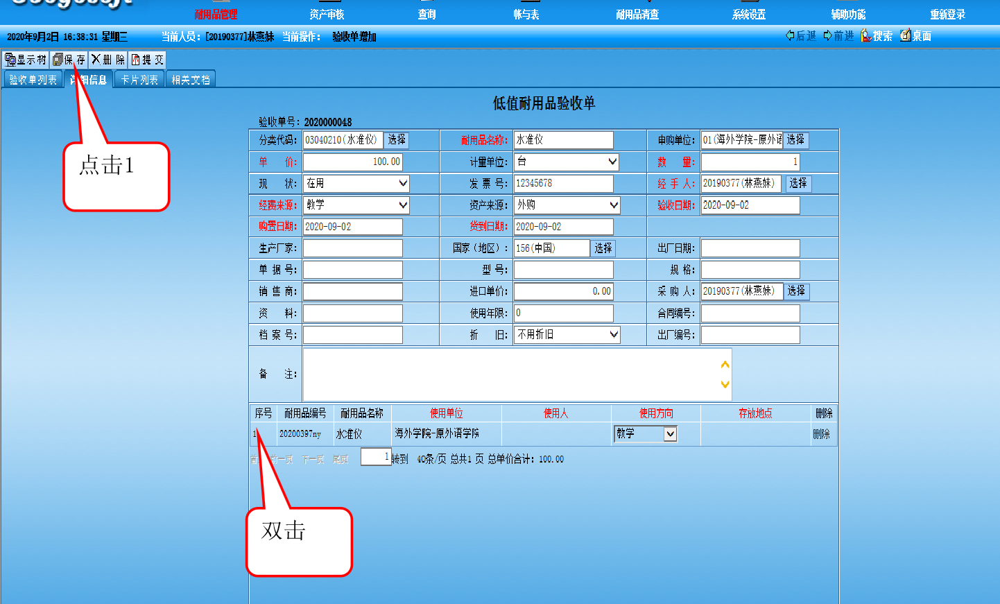 耐用品管理 资产审核 查询 帐与表 耐用品清查 系统设置 辅助功能 重新登录
2020年9月2日 16:38:31 星期三 当前人员：[20190377]林燕妹 当前操作： 验收单增加 后退 前进 搜索 桌面
显示树 保存 删除 提交
验收单列表 详细信息 卡片列表 相关文档
点击1
低值耐用品验收单
验收单号：2020000048
分类代码： 03040210(水准仪) 选择 耐用品名称： 水准仪 申购单位： 01(海外学院-原外语 选择
单 价： 100.00 计量单位： 台 数 量： 1
现 状： 在用 发 票 号： 12345678 经 手 人： 20190377(林燕妹) 选择
经费来源： 教学 资产来源： 外购 验收日期： 2020-09-02
购置日期： 2020-09-02 货到日期： 2020-09-02
生产厂家： 国家（地区）： 156(中国) 选择 出厂日期：
单 据 号： 型 号： 规 格：
销 售 商： 进口单价： 0.00 采 购 人： 20190377(林燕妹) 选择
资 料： 使用年限： 0 合同编号：
档 案 号： 折 旧： 不用折旧 出厂编号：
备 注：
序号 耐用品编号 耐用品名称 使用单位 使用人 使用方向 存放地点 删除
1 20200397ny 水准仪 海外学院-原外语学院 教学 删除
首页 前一页 下一页 尾页 1 转到 40条/页 总共1 页 总单价合计：100.00
双击